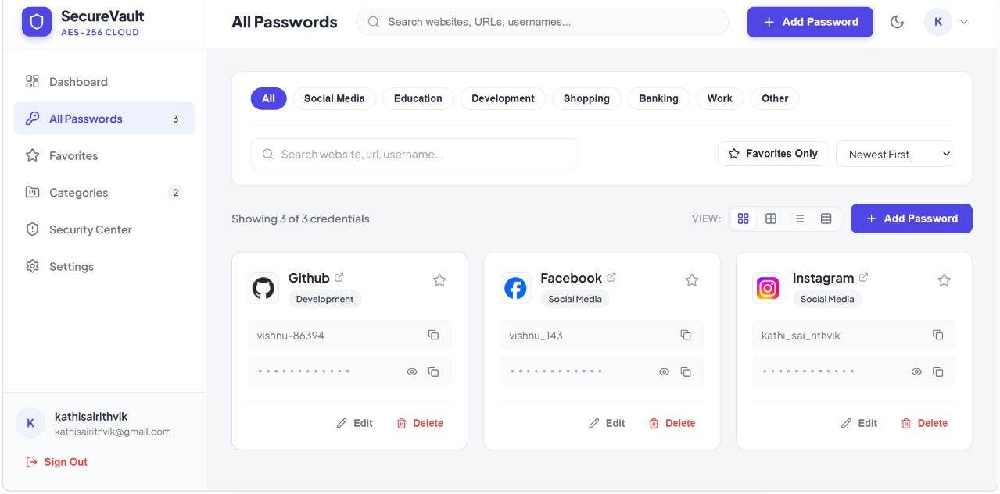 SecureVault
AES-256 CLOUD
Dashboard
All Passwords 3
Favorites
Categories 2
Security Center
Settings
kathisairithvik
K
kathisairithvik@gmail.com
Sign Out
All Passwords
Search websites, URLs, usernames...
+ Add Password
K
All Social Media Education Development Shopping Banking Work Other
Search website, url, username...
Favorites Only
Newest First
Showing 3 of 3 credentials
VIEW:
+ Add Password
Github
Development
vishnu-86394
•••••••••••
Edit Delete
Facebook
Social Media
vishnu_143
•••••••••••
Edit Delete
Instagram
Social Media
kathi_sai_rithvik
•••••••••••
Edit Delete